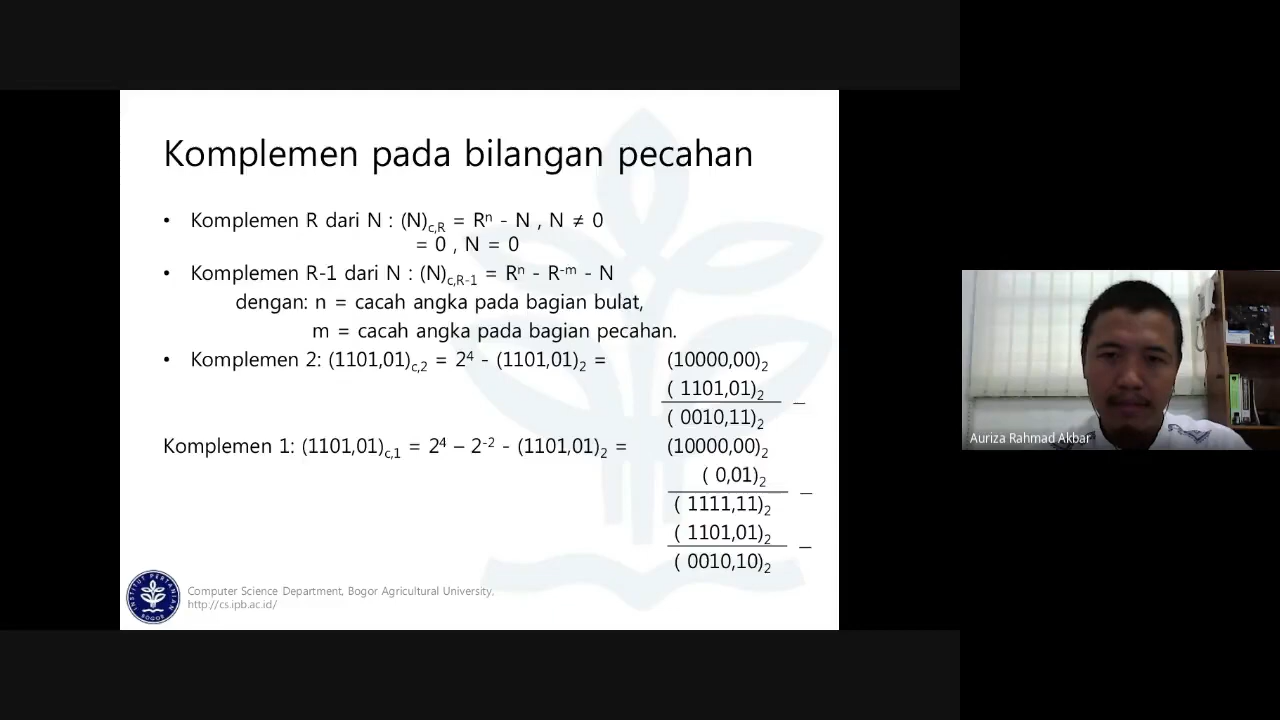 Komplemen pada bilangan pecahan
• Komplemen R dari N : (N)c,R = Rⁿ - N , N ≠ 0
= 0 , N = 0
• Komplemen R-1 dari N : (N)c,R-1 = Rⁿ - R⁻ᵐ - N
dengan: n = cacah angka pada bagian bulat,
m = cacah angka pada bagian pecahan.
• Komplemen 2: (1101,01)c,2 = 2⁴ - (1101,01)₂ = (10000,00)₂
( 1101,01)₂ –
( 0010,11)₂
Komplemen 1: (1101,01)c,1 = 2⁴ – 2⁻² - (1101,01)₂ = (10000,00)₂
( 0,01)₂ –
( 1111,11)₂
( 1101,01)₂ –
( 0010,10)₂
INSTITUT PERTANIAN
BOGOR
Computer Science Department, Bogor Agricultural University,
http://cs.ipb.ac.id/
Auriza Rahmad Akbar